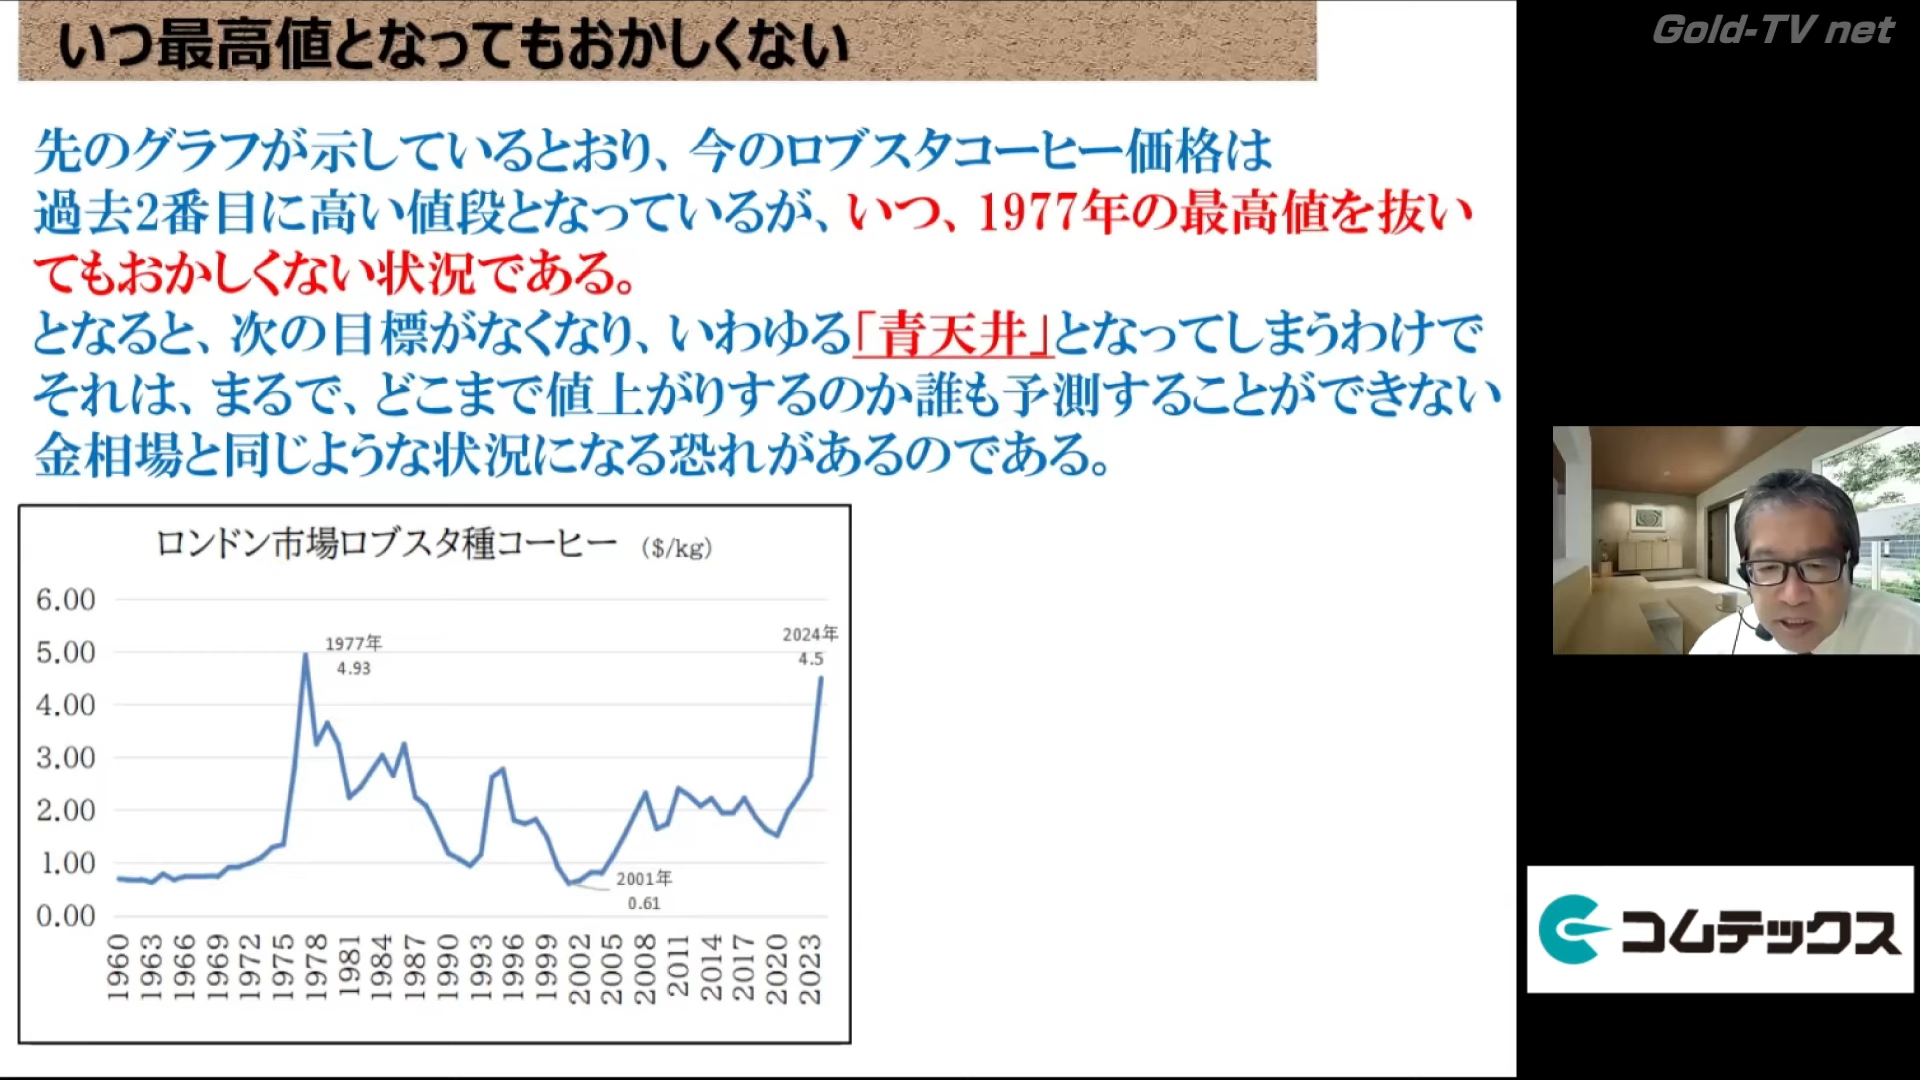 いつ最高値となってもおかしくない
Gold-TV net
先のグラフが示しているとおり、今のロブスタコーヒー価格は
過去2番目に高い値段となっているが、いつ、1977年の最高値を抜い
てもおかしくない状況である。
となると、次の目標がなくなり、いわゆる「青天井」となってしまうわけで
それは、まるで、どこまで値上がりするのか誰も予測することができない
金相場と同じような状況になる恐れがあるのである。
ロンドン市場ロブスタ種コーヒー ($/kg)
6.00
5.00
4.00
3.00
2.00
1.00
0.00
1977年
4.93
2024年
4.5
2001年
0.61
1960 1963 1966 1969 1972 1975 1978 1981 1984 1987 1990 1993 1996 1999 2002 2005 2008 2011 2014 2017 2020 2023
コムテックス